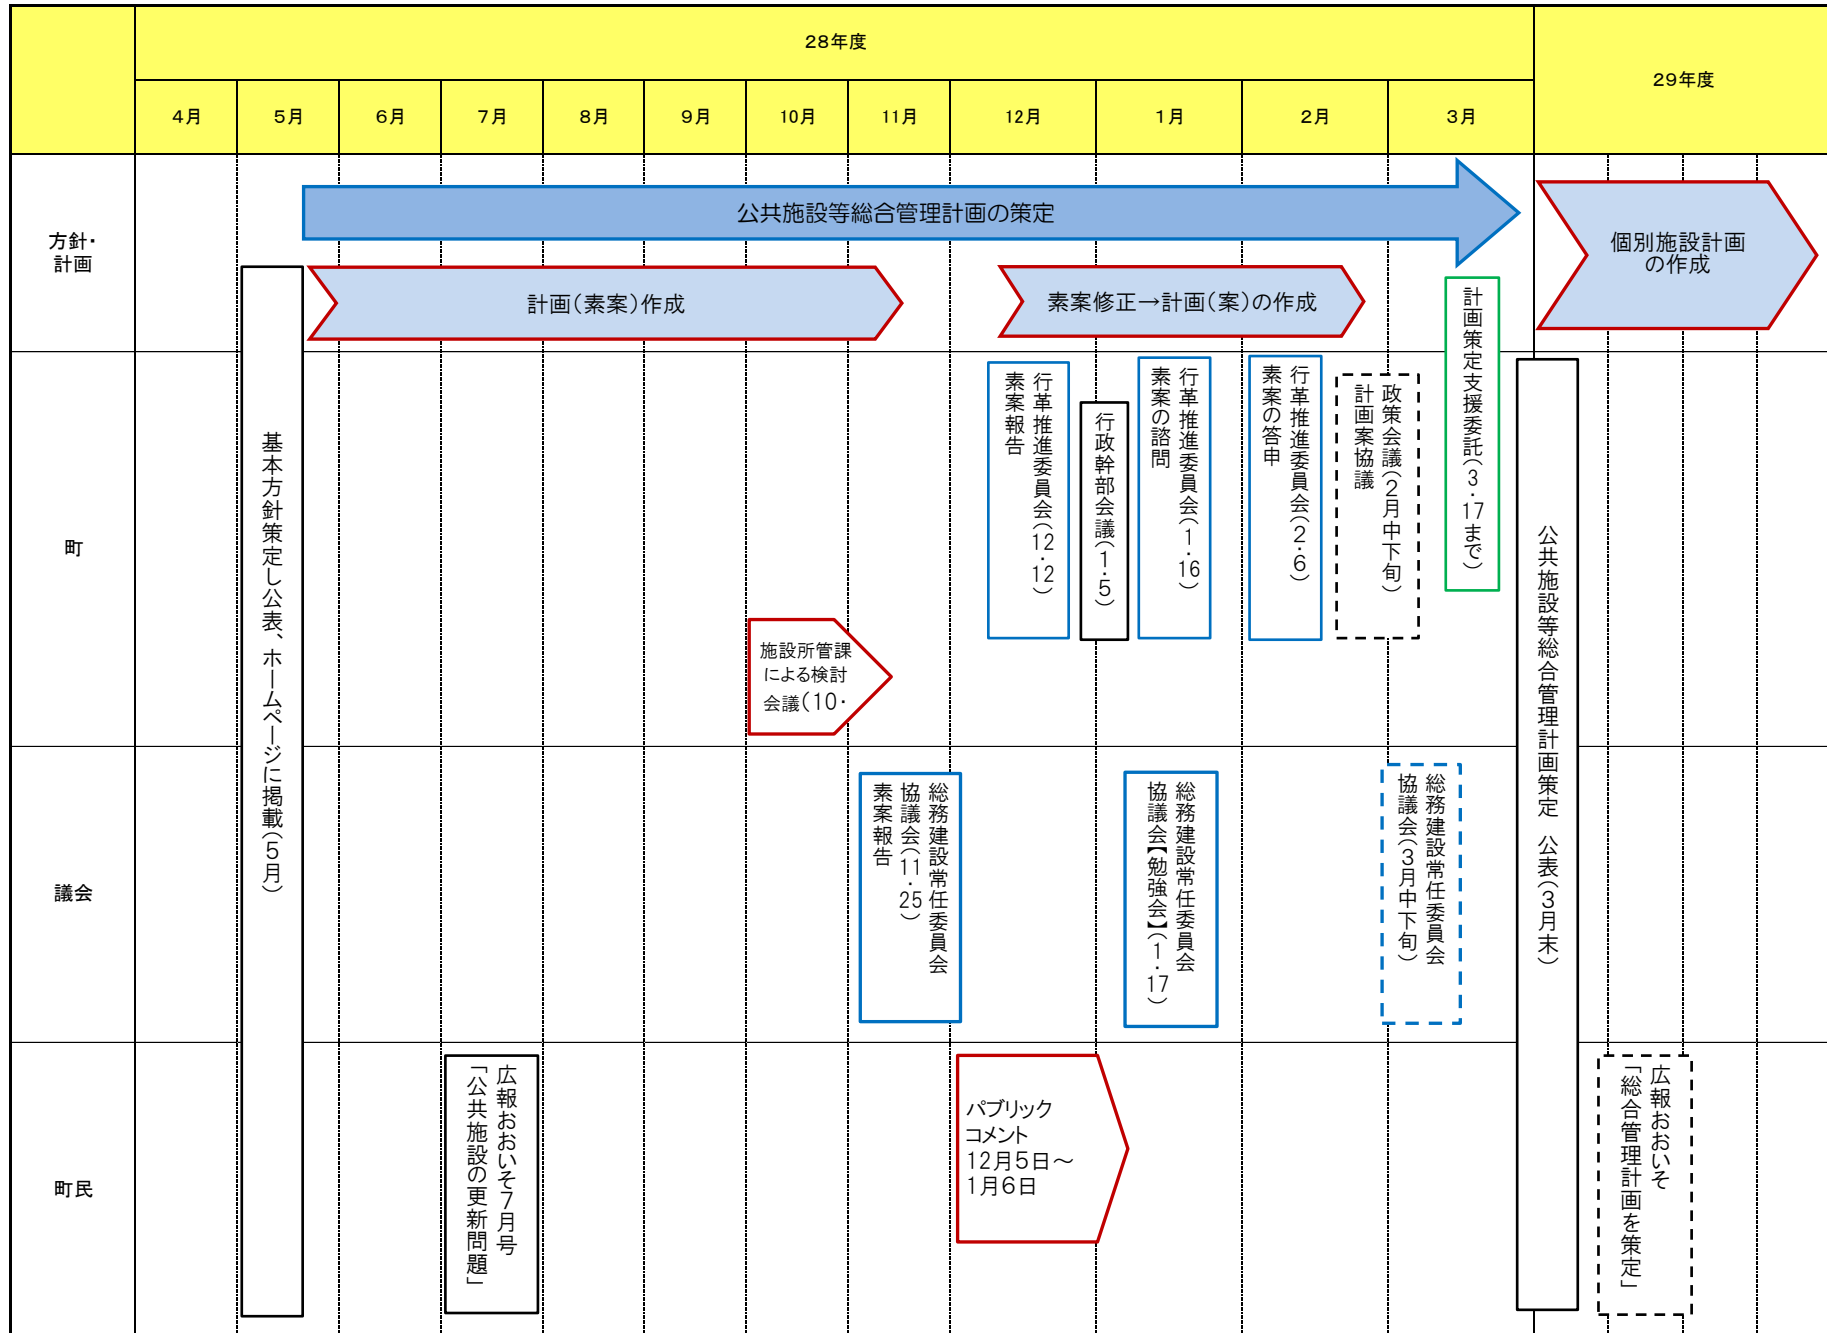 28年度
29年度
4月
5月
6月
7月
8月
9月
10月
11月
12月
1月
2月
3月
方針・
計画
公共施設等総合管理計画の策定
個別施設計画
の作成
計画(素案)作成
素案修正→計画(案)の作成
計画策定支援委託(3・17まで)
町
基本方針策定し公表、ホームページに掲載(5月)
施設所管課
による検討
会議(10・
行革推進委員会(12・12)
素案報告
行政幹部会議(1・5)
行革推進委員会(1・16)
素案の諮問
行革推進委員会(2・6)
素案の答申
政策会議(2月中下旬)
計画案協議
公共施設等総合管理計画策定 公表(3月末)
議会
総務建設常任委員会
協議会(11・25)
素案報告
総務建設常任委員会
協議会【勉強会】(1・17)
総務建設常任委員会
協議会(3月中下旬)
町民
広報おおいそ7月号
「公共施設の更新問題」
パブリック
コメント
12月5日～
1月6日
広報おおいそ
「総合管理計画を策定」